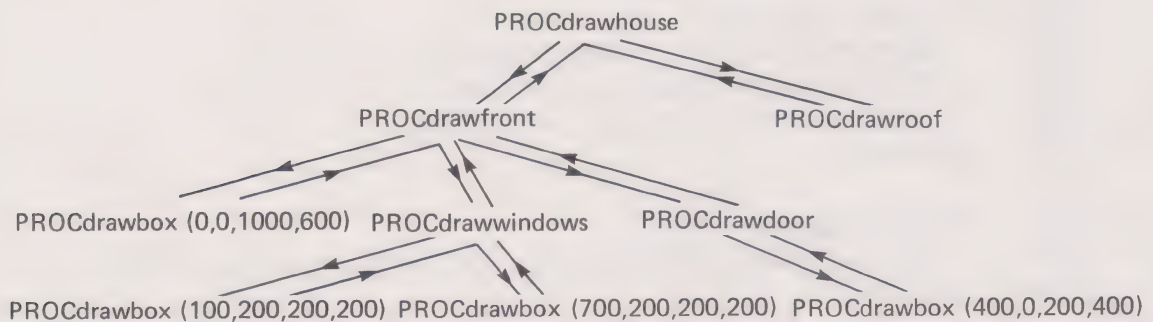 PROCdrawhouse
PROCdrawfront PROCdrawroof
PROCdrawbox (0,0,1000,600) PROCdrawwindows PROCdrawdoor
PROCdrawbox (100,200,200,200) PROCdrawbox (700,200,200,200) PROCdrawbox (400,0,200,400)